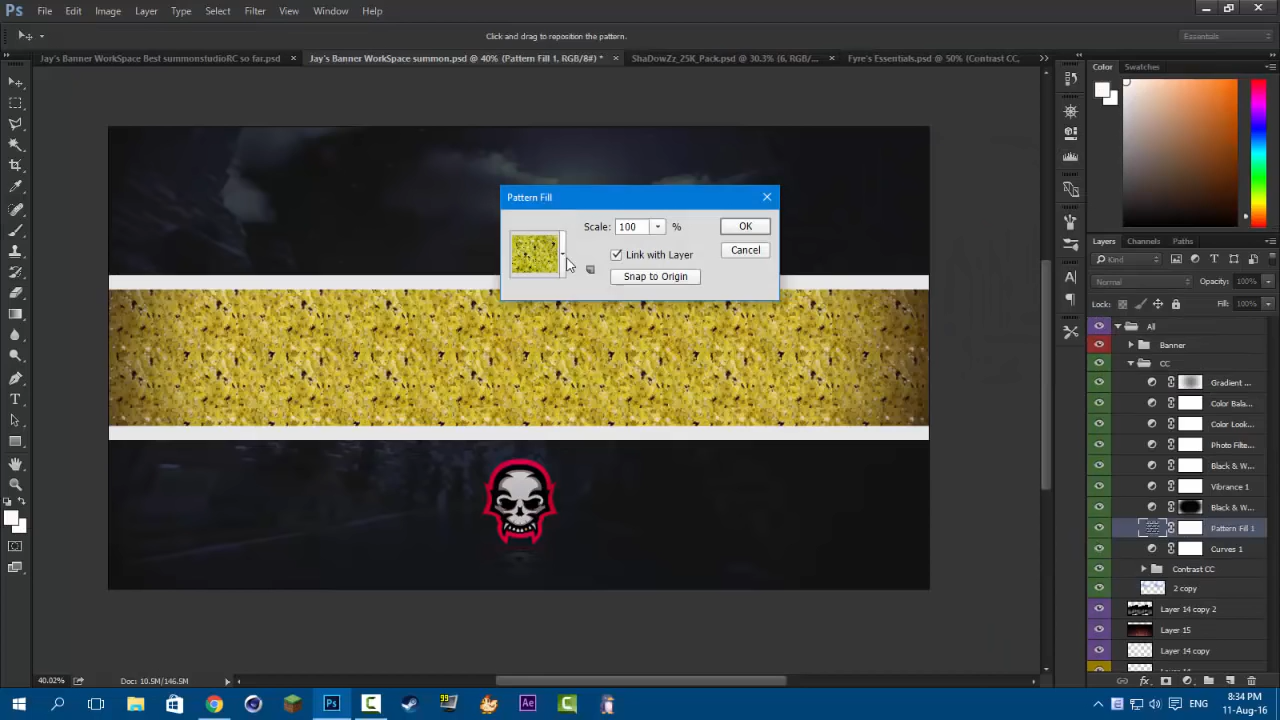 Ps File Edit Image Layer Type Select Filter View Window Help
Click and drag to reposition the pattern. Essentials
Jay's Banner WorkSpace Best summonstudioRC so far.psd × Jay's Banner WorkSpace summon.psd @ 40% (Pattern Fill 1, RGB/8#) * × ShaDowZz_25K_Pack.psd @ 30.3% (6, RGB/... × Fyre's Essentials.psd @ 50% (Contrast CC,
Color Swatches
Pattern Fill
Scale: 100 % OK
Link with Layer Cancel
Snap to Origin
Layers Channels Paths
Kind
Normal Opacity: 100%
Lock: Fill: 100%
All
Banner
CC
Gradient ...
Color Bala...
Color Look...
Photo Filte...
Black & W...
Vibrance 1
Black & W...
Pattern Fill 1
Curves 1
Contrast CC
2 copy
Layer 14 copy 2
Layer 15
Layer 14 copy
40.02% Doc: 10.5M/146.5M
Ps 99 Ae ENG 8:34 PM
11-Aug-16